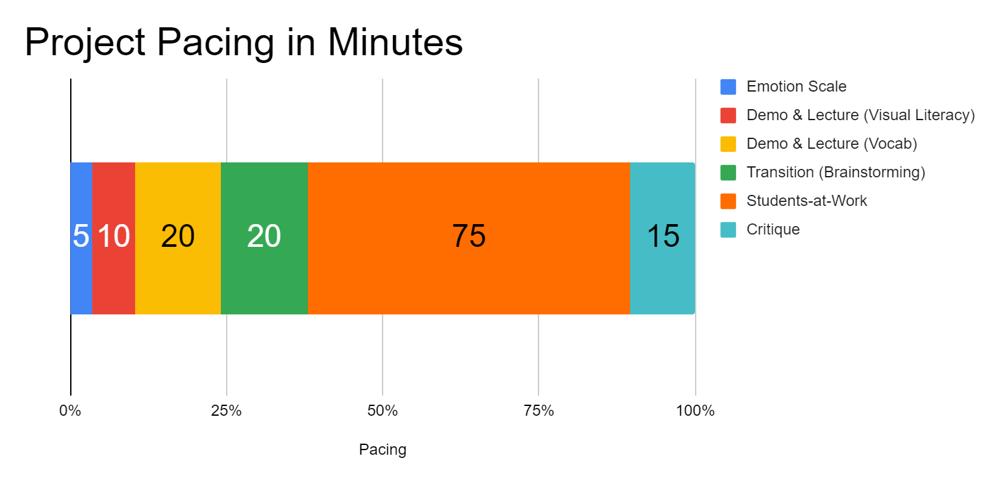 Project Pacing in Minutes
Emotion Scale
Demo & Lecture (Visual Literacy)
Demo & Lecture (Vocab)
Transition (Brainstorming)
Students-at-Work
Critique
5 10 20 20 75 15
0% 25% 50% 75% 100%
Pacing